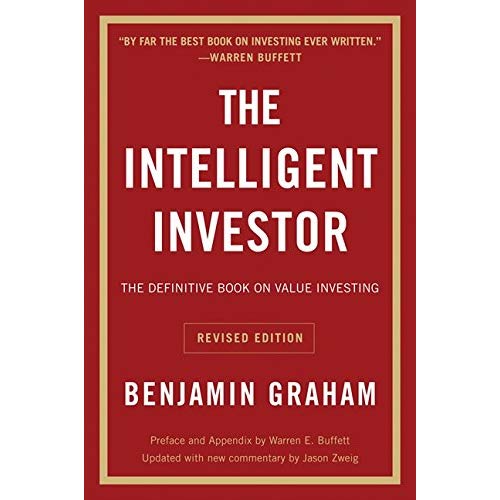 "BY FAR THE BEST BOOK ON INVESTING EVER WRITTEN."
—WARREN BUFFETT
THE
INTELLIGENT
INVESTOR
THE DEFINITIVE BOOK ON VALUE INVESTING
REVISED EDITION
BENJAMIN GRAHAM
Preface and Appendix by Warren E. Buffett
Updated with new commentary by Jason Zweig